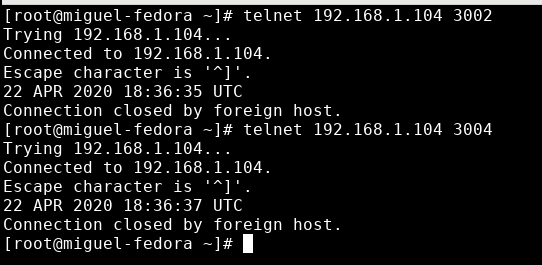 [root@miguel-fedora ~]# telnet 192.168.1.104 3002
Trying 192.168.1.104...
Connected to 192.168.1.104.
Escape character is '^]'.
22 APR 2020 18:36:35 UTC
Connection closed by foreign host.
[root@miguel-fedora ~]# telnet 192.168.1.104 3004
Trying 192.168.1.104...
Connected to 192.168.1.104.
Escape character is '^]'.
22 APR 2020 18:36:37 UTC
Connection closed by foreign host.
[root@miguel-fedora ~]#